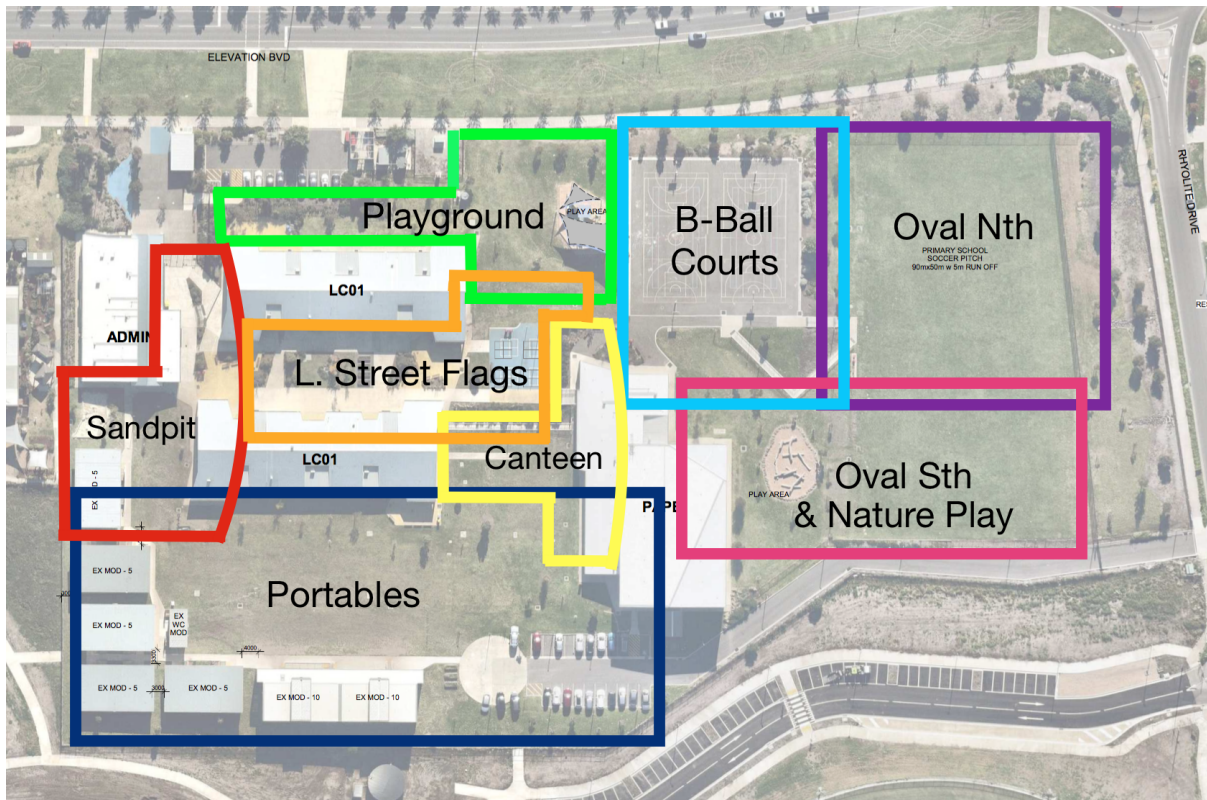 ELEVATION BVD
RHYOLITE DRIVE
Playground
PLAY AREA
B-Ball
Courts
Oval Nth
PRIMARY SCHOOL
SOCCER PITCH
90mx50m w 5m RUN OFF
LC01
ADMIN
L. Street Flags
Sandpit
LC01
Canteen
EX MOD - 5
Oval Sth
& Nature Play
PLAY AREA
Portables
EX MOD - 5
EX MOD - 5
EX
WC
MOD
4000
3000
EX MOD - 5
EX MOD - 5
EX MOD - 10
EX MOD - 10